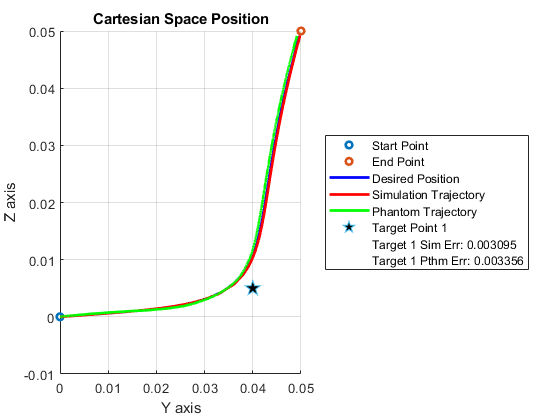 Cartesian Space Position
0.05
0.04
0.03
0.02
0.01
0
-0.01
Z axis
0
0.01
0.02
0.03
0.04
0.05
Y axis
Start Point
End Point
Desired Position
Simulation Trajectory
Phantom Trajectory
Target Point 1
Target 1 Sim Err: 0.003095
Target 1 Pthm Err: 0.003356